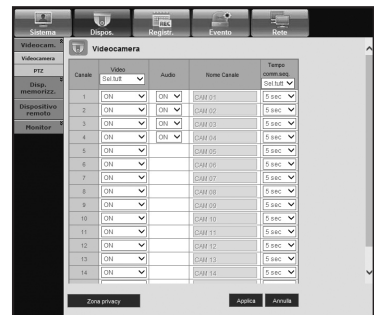 Sistema Dispos. Registr. Evento Rete
Videocam.
Videocamera
PTZ
Disp. memorizz.
Dispositivo remoto
Monitor
Videocamera
Canale Video Audio Nome Canale Tempo comm.seq.
Sel.tutt Sel.tutt
1 ON ON CAM 01 5 sec
2 ON ON CAM 02 5 sec
3 ON ON CAM 03 5 sec
4 ON ON CAM 04 5 sec
5 ON CAM 05 5 sec
6 ON CAM 06 5 sec
7 ON CAM 07 5 sec
8 ON CAM 08 5 sec
9 ON CAM 09 5 sec
10 ON CAM 10 5 sec
11 ON CAM 11 5 sec
12 ON CAM 12 5 sec
13 ON CAM 13 5 sec
14 ON CAM 14 5 sec
Zona privacy Applica Annulla